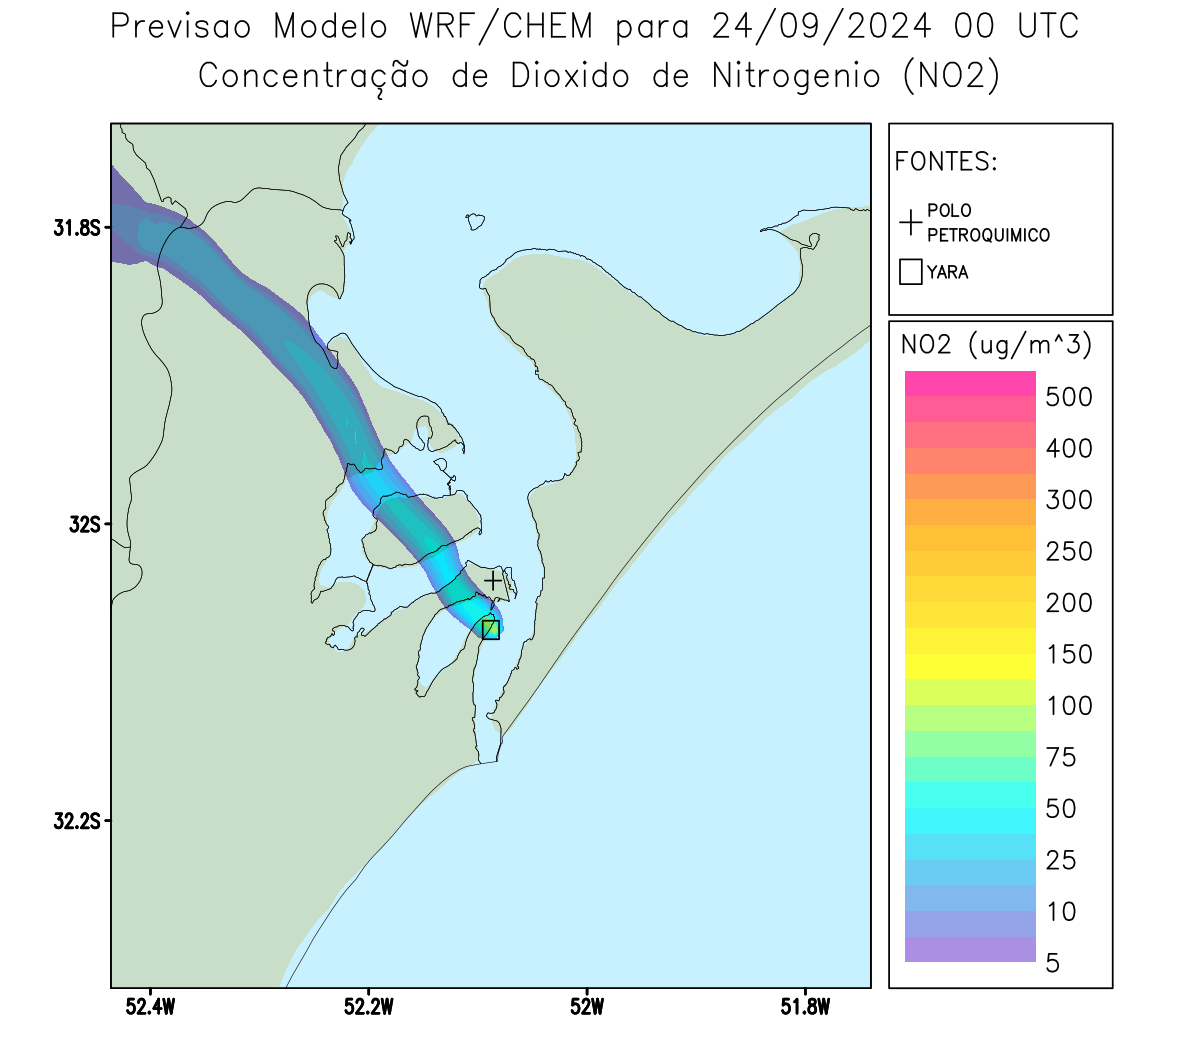 Previsao Modelo WRF/CHEM para 24/09/2024 00 UTC
Concentração de Dioxido de Nitrogenio (NO2)
FONTES:
POLO
PETROQUIMICO
YARA
NO2 (ug/m^3)
500
400
300
250
200
150
100
75
50
25
10
5
31.8S
32S
32.2S
52.4W
52.2W
52W
51.8W